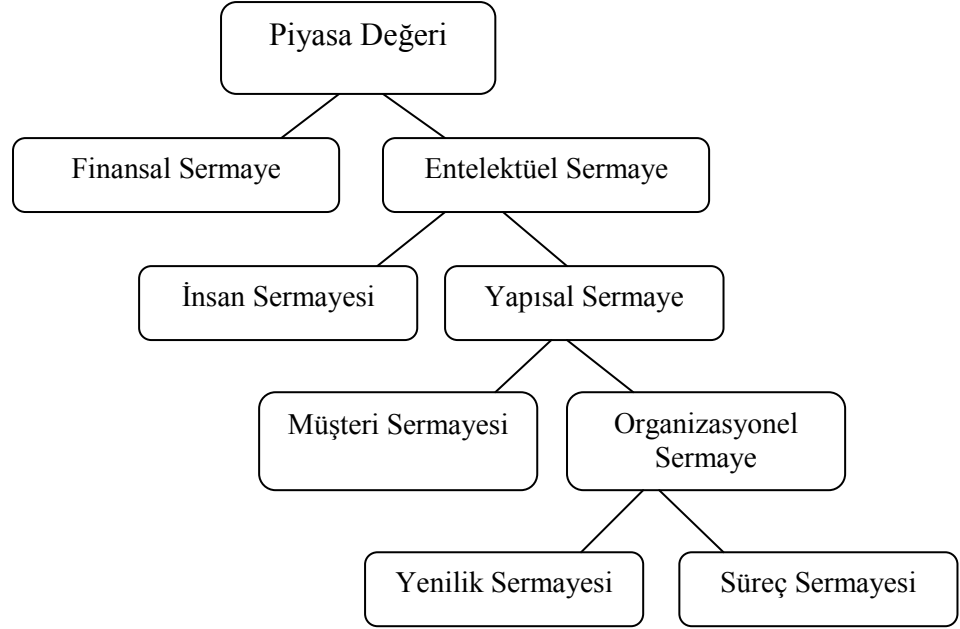 Piyasa Değeri
Finansal Sermaye
Entelektüel Sermaye
İnsan Sermayesi
Yapısal Sermaye
Müşteri Sermayesi
Organizasyonel
Sermaye
Yenilik Sermayesi
Süreç Sermayesi